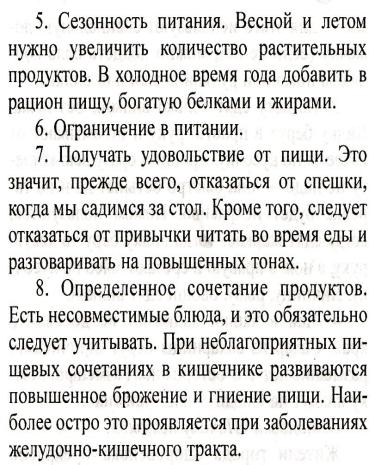 5. Сезонность питания. Весной и летом
нужно увеличить количество растительных
продуктов. В холодное время года добавить в
рацион пищу, богатую белками и жирами.
6. Ограничение в питании.
7. Получать удовольствие от пищи. Это
значит, прежде всего, отказаться от спешки,
когда мы садимся за стол. Кроме того, следует
отказаться от привычки читать во время еды и
разговаривать на повышенных тонах.
8. Определенное сочетание продуктов.
Есть несовместимые блюда, и это обязательно
следует учитывать. При неблагоприятных пи-
щевых сочетаниях в кишечнике развиваются
повышенное брожение и гниение пищи. Наи-
более остро это проявляется при заболеваниях
желудочно-кишечного тракта.